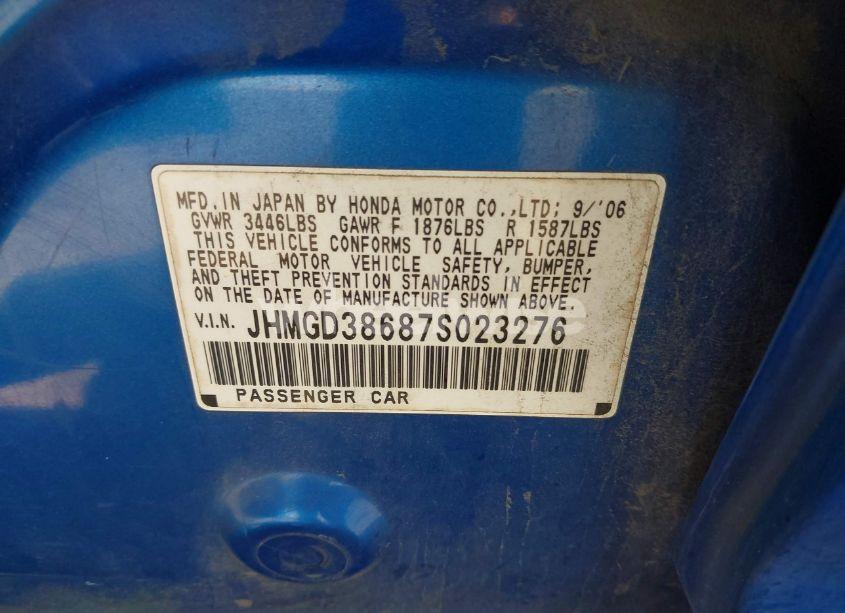 MFD.IN JAPAN BY HONDA MOTOR CO.,LTD; 9/'06
GVWR 3446LBS GAWR F 1876LBS R 1587LBS
THIS VEHICLE CONFORMS TO ALL APPLICABLE
FEDERAL MOTOR VEHICLE SAFETY, BUMPER,
AND THEFT PREVENTION STANDARDS IN EFFECT
ON THE DATE OF MANUFACTURE SHOWN ABOVE.
V.I.N. JHMGD38687S023276
PASSENGER CAR